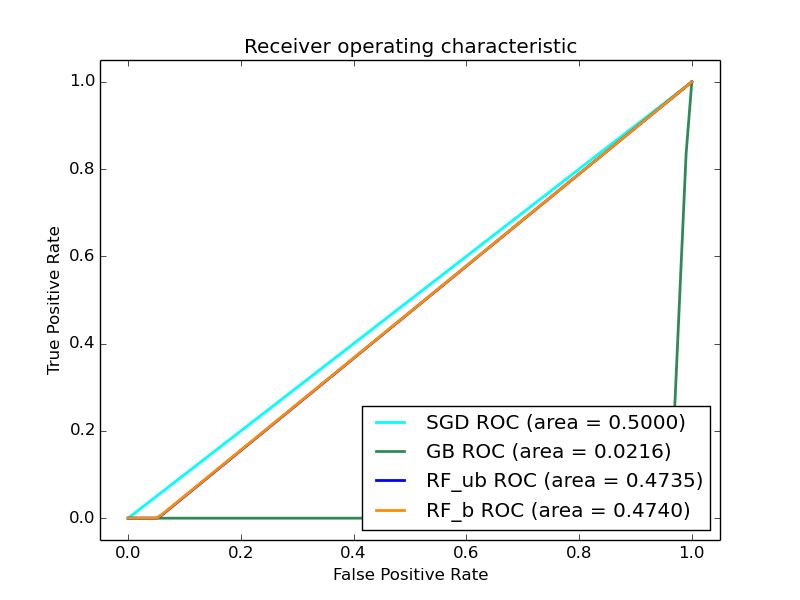 Receiver operating characteristic
1.0
0.8
0.6
0.4
0.2
0.0
True Positive Rate
SGD ROC (area = 0.5000)
GB ROC (area = 0.0216)
RF_ub ROC (area = 0.4735)
RF_b ROC (area = 0.4740)
0.0 0.2 0.4 0.6 0.8 1.0
False Positive Rate